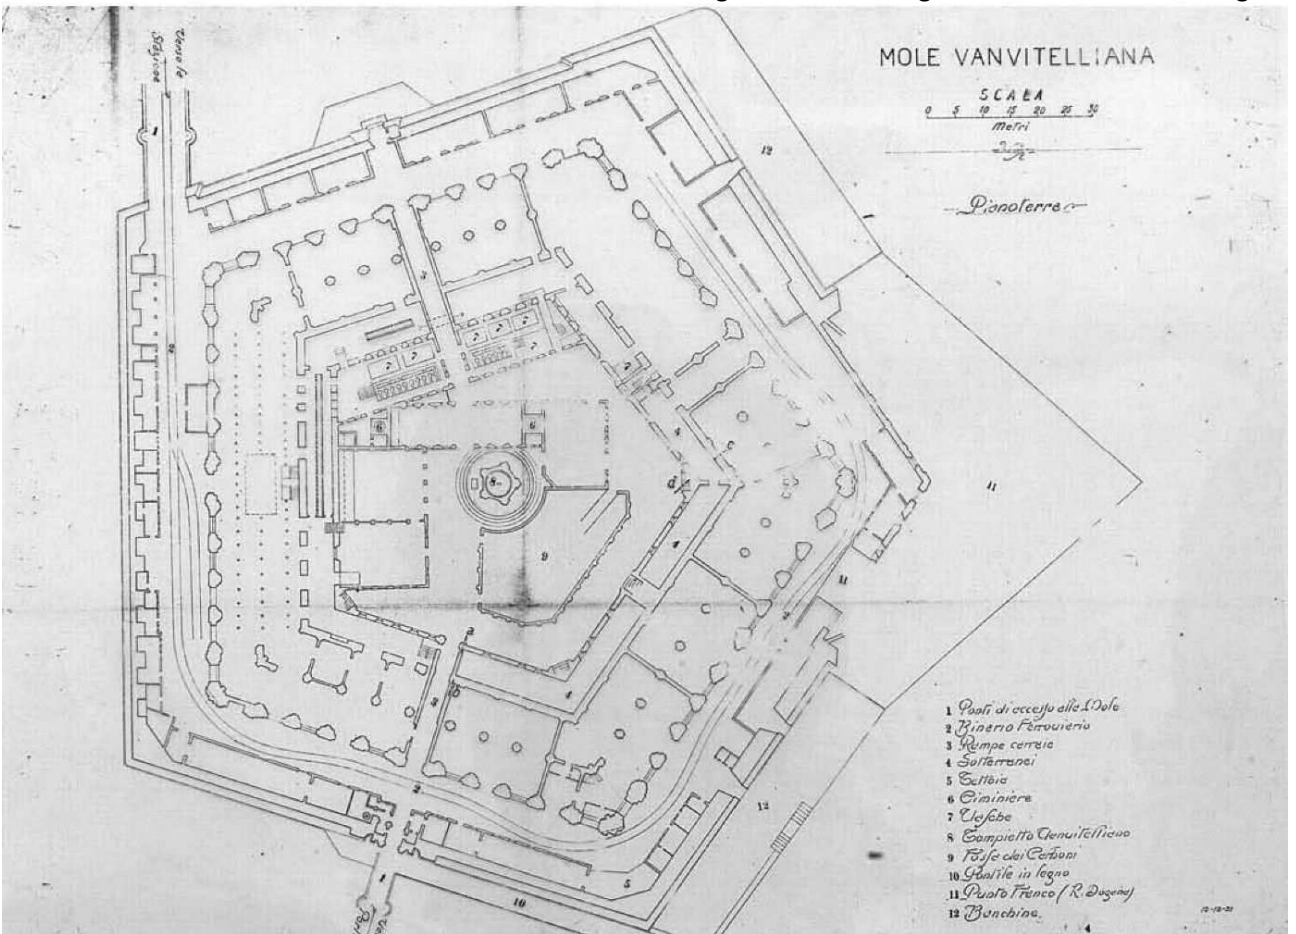 MOLE VANVITELLIANA
SCALA
0 5 10 15 20 25 30
metri
Pianoterra
1 Ponti di accesso alla Mole
2 Binario Ferroviario
3 Rampe carraie
4 Sotterranei
5 Tettoia
6 Ciminiere
7 Vasche
8 Tempietto Vanvitelliano
9 Fosse dei Carboni
10 Pontile in legno
11 Punto Franco (R. Dogana)
12 Banchine